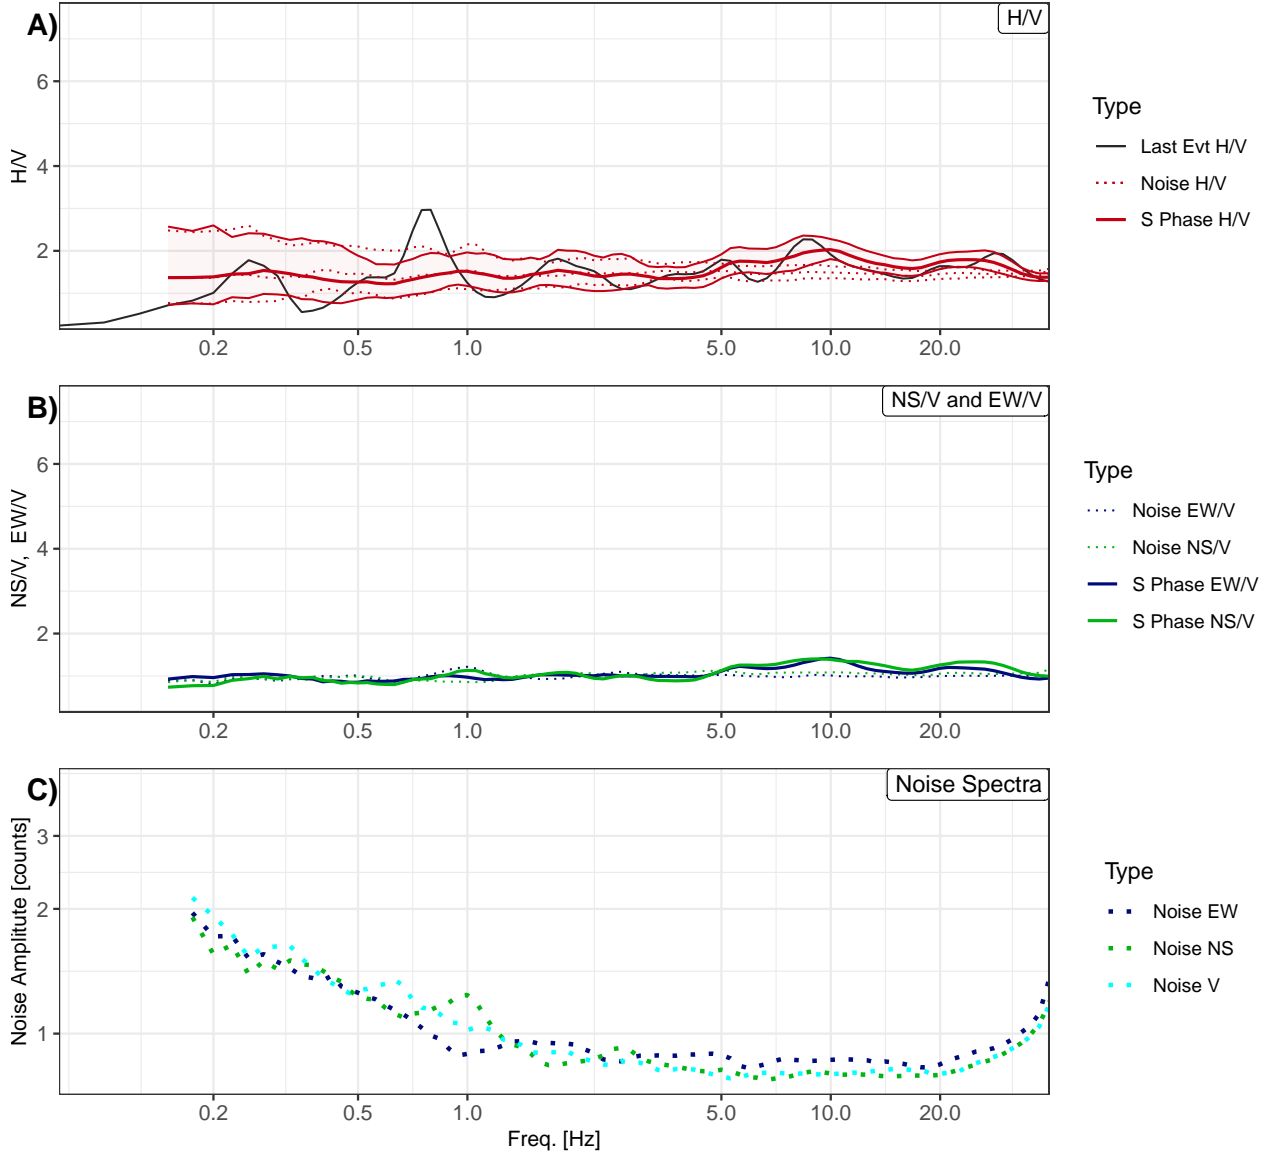 A)
H/V
6
4
2
H/V
0.2 0.5 1.0 5.0 10.0 20.0
Type
Last Evt H/V
Noise H/V
S Phase H/V
B)
NS/V and EW/V
6
4
2
NS/V, EW/V
0.2 0.5 1.0 5.0 10.0 20.0
Type
Noise EW/V
Noise NS/V
S Phase EW/V
S Phase NS/V
C)
Noise Spectra
3
2
1
Noise Amplitute [counts]
0.2 0.5 1.0 5.0 10.0 20.0
Freq. [Hz]
Type
Noise EW
Noise NS
Noise V